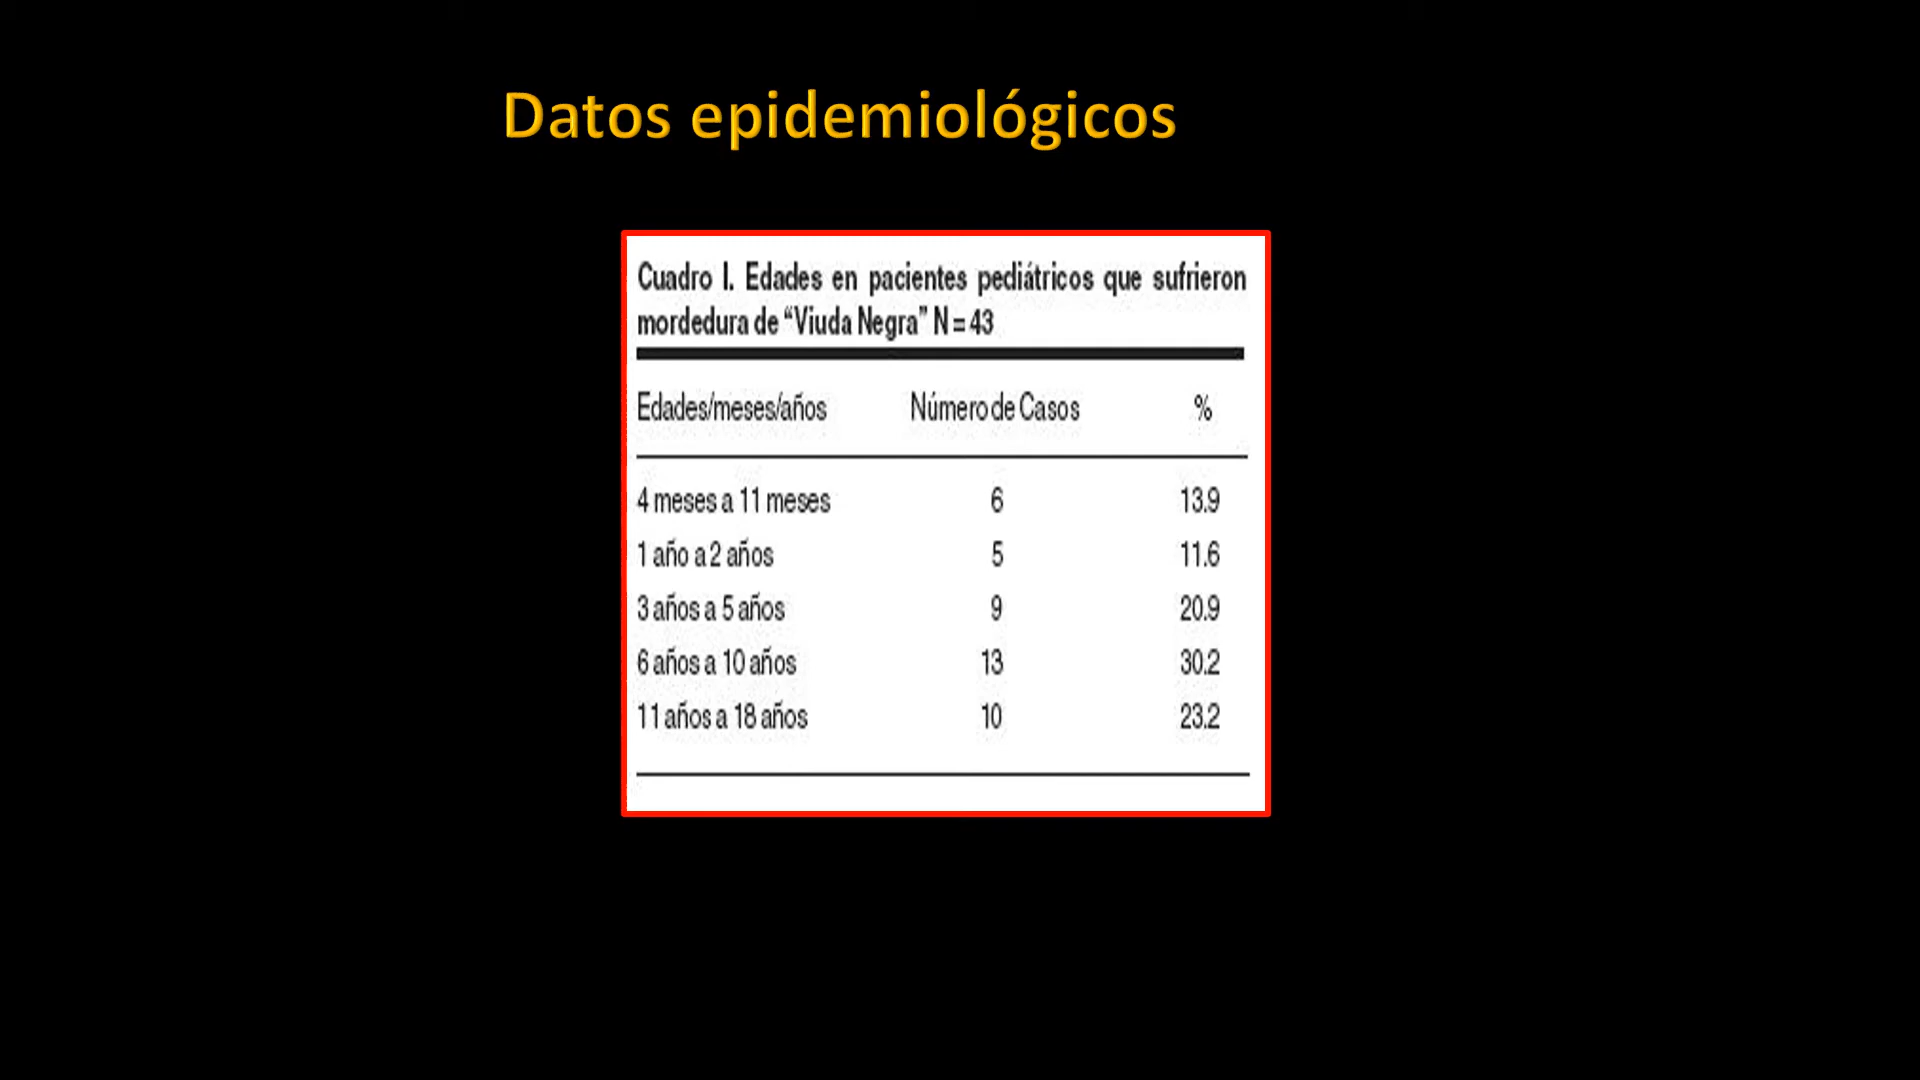 Datos epidemiológicos
Cuadro I. Edades en pacientes pediátricos que sufrieron
mordedura de “Viuda Negra” N = 43
Edades/meses/años Número de Casos %
4 meses a 11 meses 6 13.9
1 año a 2 años 5 11.6
3 años a 5 años 9 20.9
6 años a 10 años 13 30.2
11 años a 18 años 10 23.2